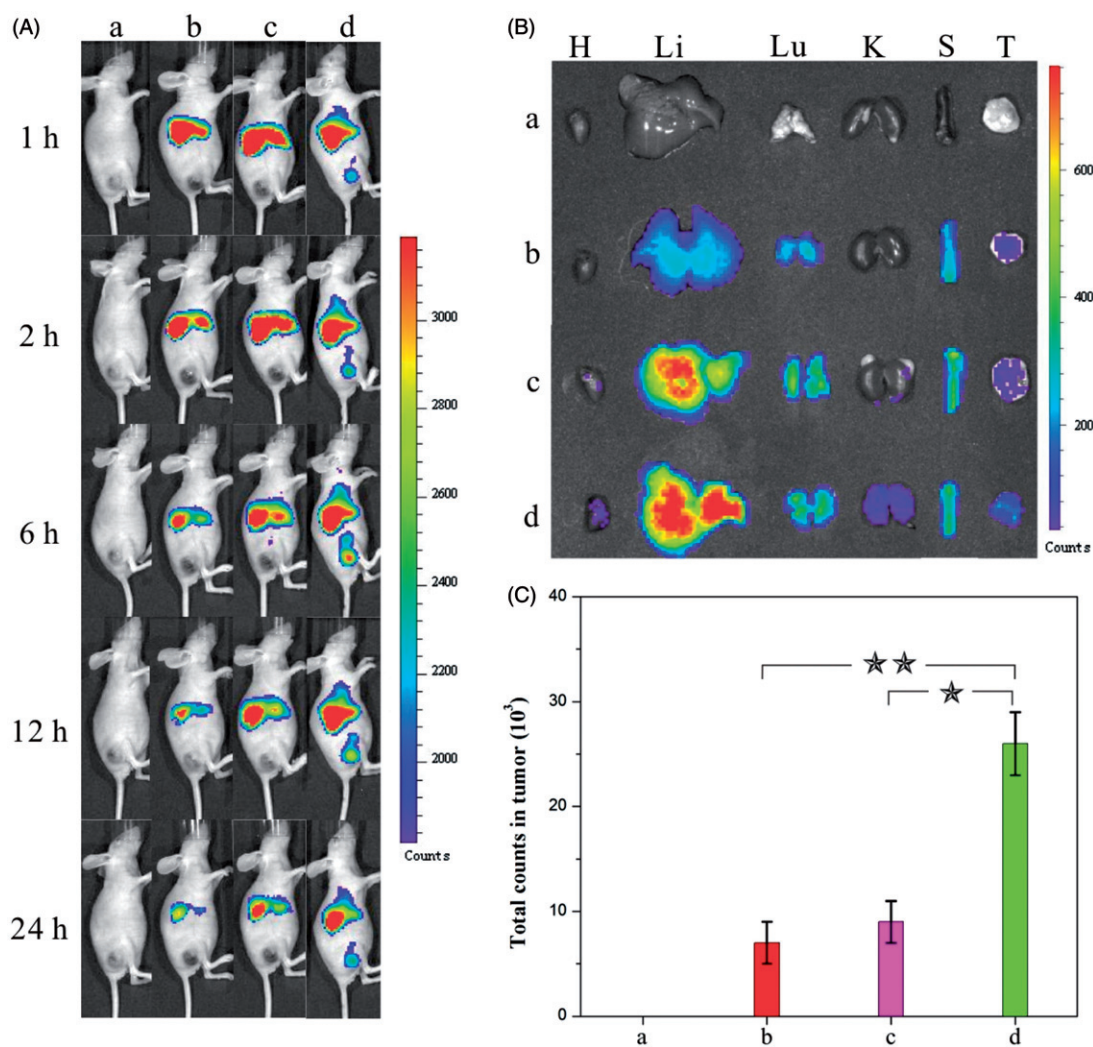 (A)
a b c d
1 h
2 h
6 h
12 h
24 h
3000
2800
2600
2400
2200
2000
Counts
(B)
H Li Lu K S T
a
b
c
d
600
400
200
Counts
(C)
Total counts in tumor (10³)
40
30
20
10
0
a b c d